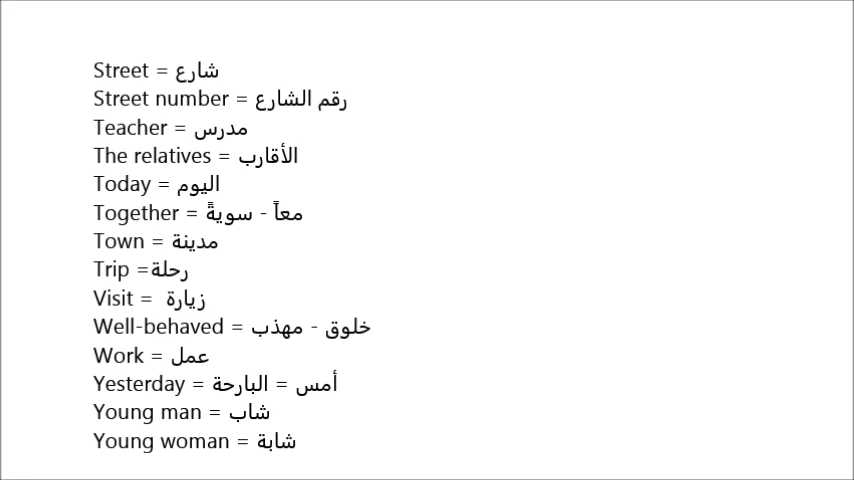 Street = شارع
Street number = رقم الشارع
Teacher = مدرس
The relatives = الأقارب
Today = اليوم
Together = معاً - سويةً
Town = مدينة
Trip =رحلة
Visit = زيارة
Well-behaved = خلوق - مهذب
Work = عمل
Yesterday = أمس = البارحة
Young man = شاب
Young woman = شابة